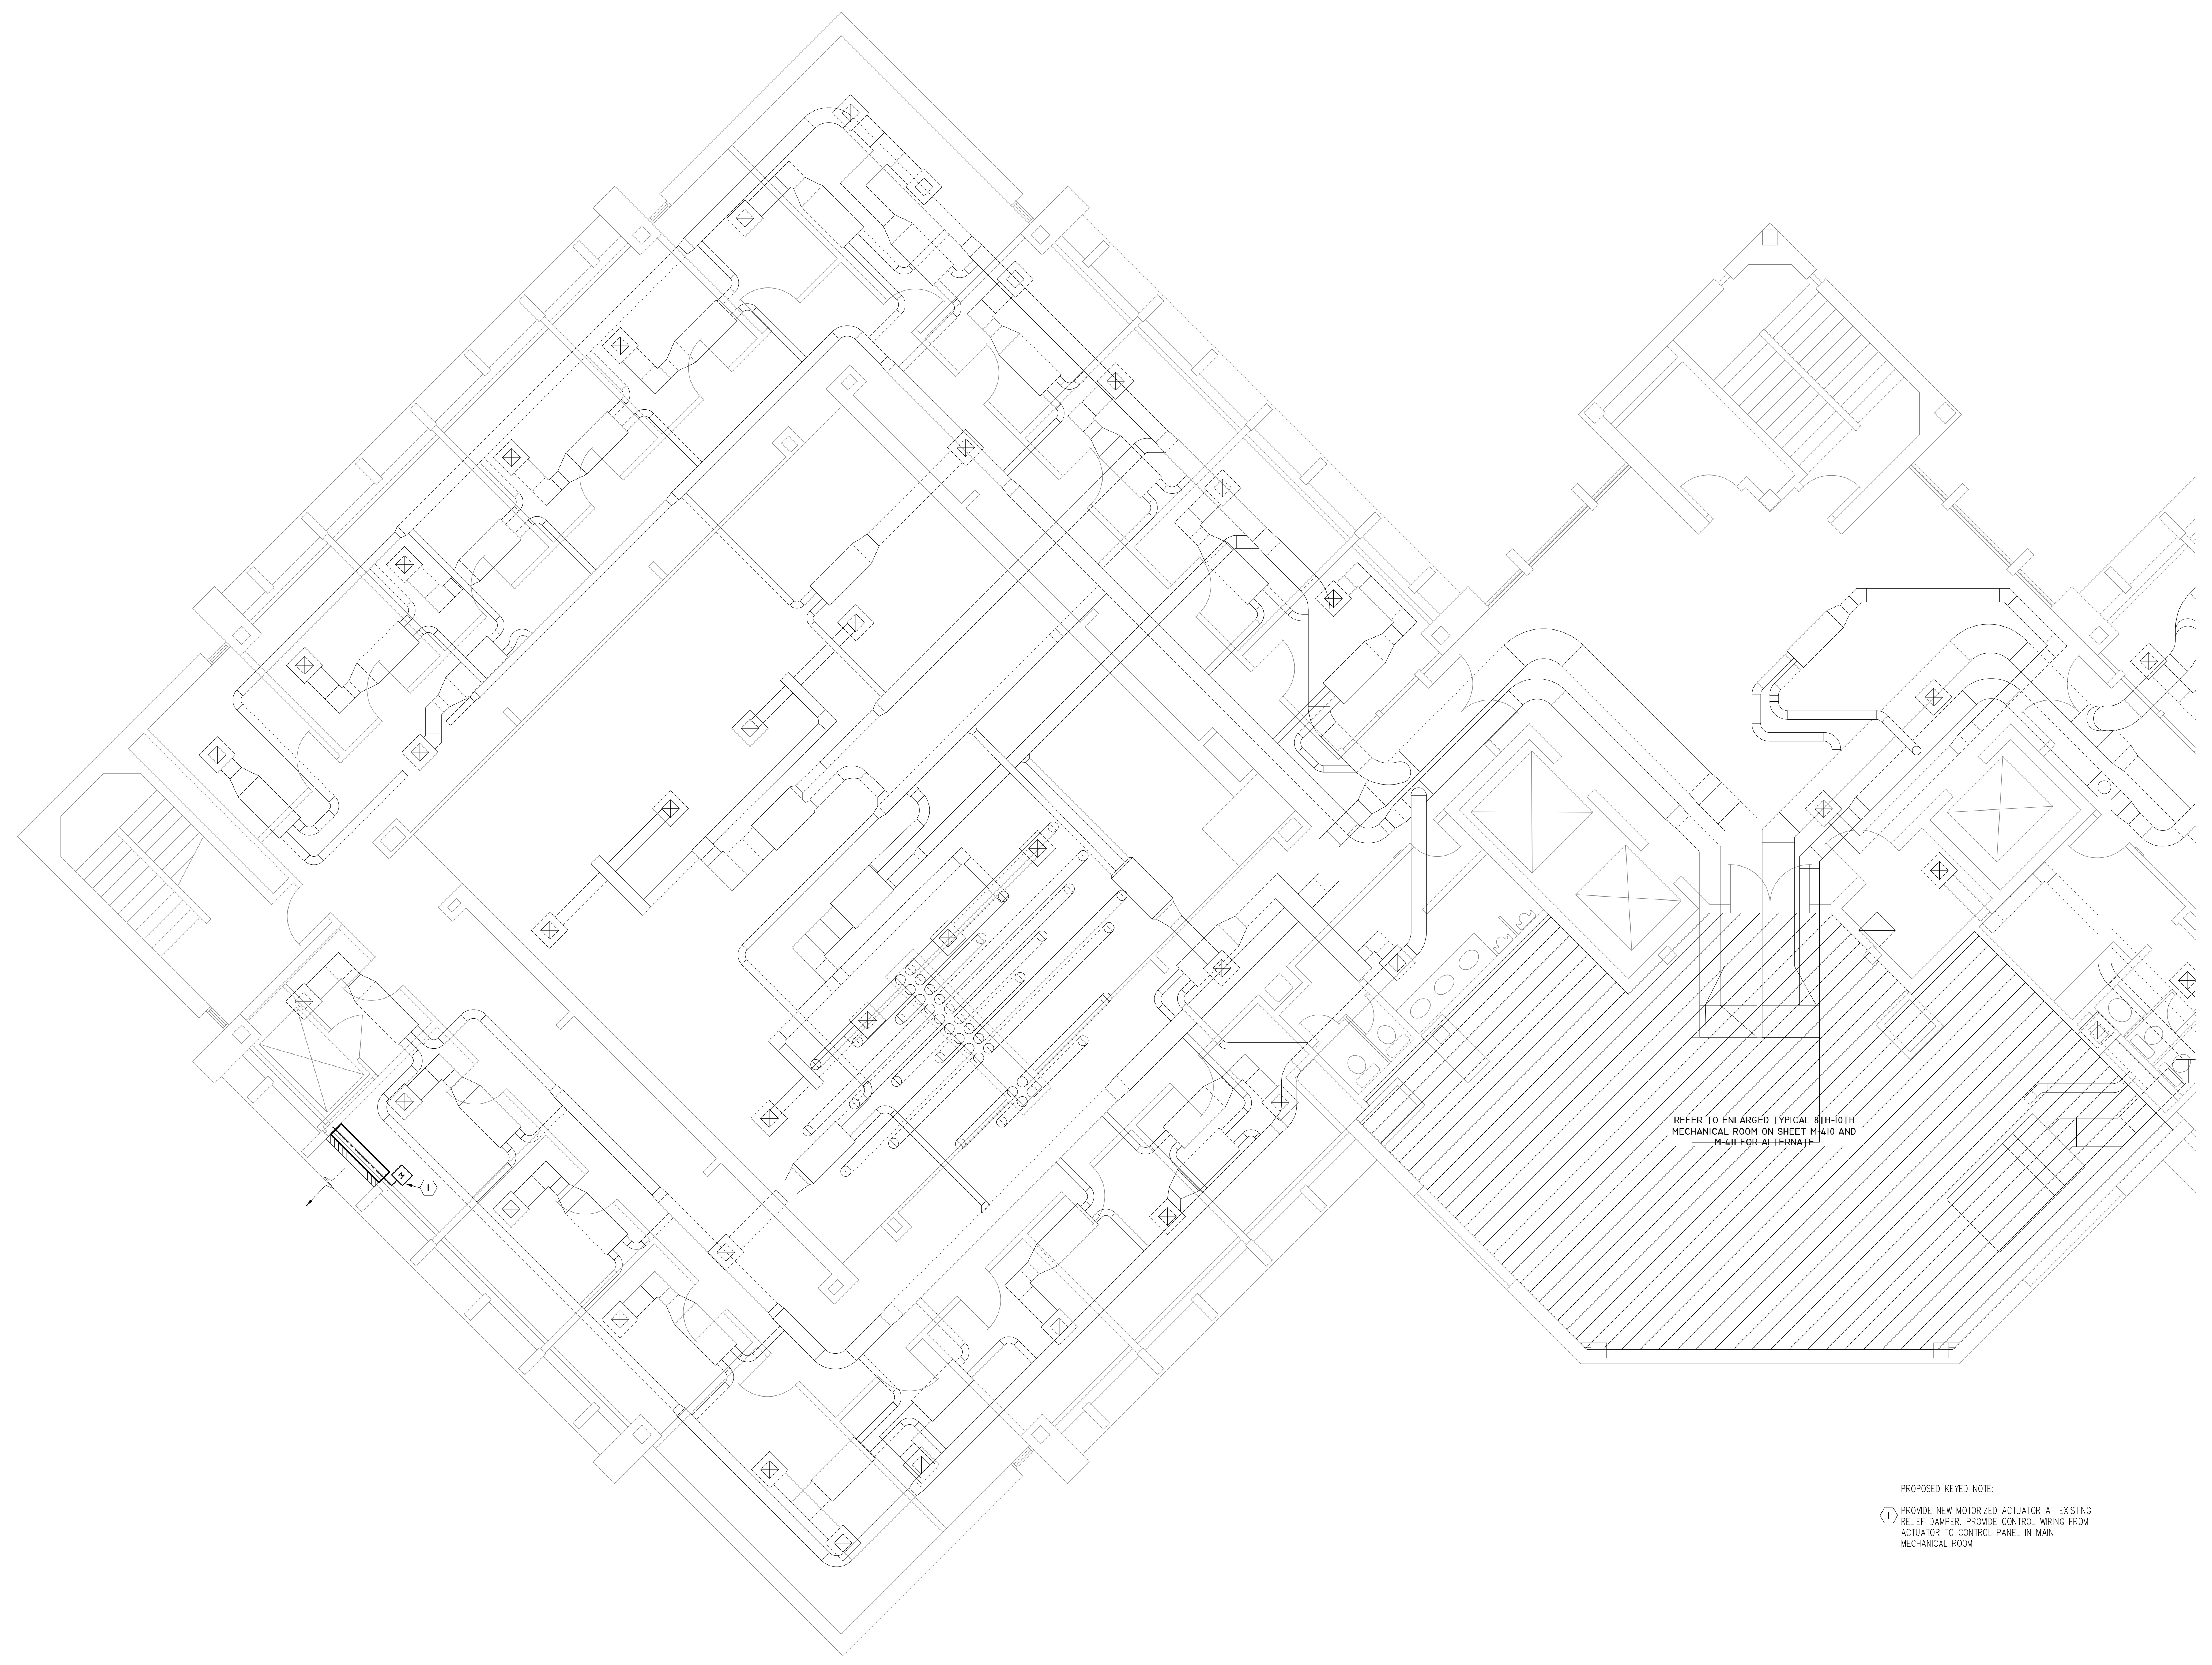 REFER TO ENLARGED TYPICAL 8TH-10TH
MECHANICAL ROOM ON SHEET M-410 AND
M-411 FOR ALTERNATE
M
1
PROPOSED KEYED NOTE:
1 PROVIDE NEW MOTORIZED ACTUATOR AT EXISTING
RELIEF DAMPER. PROVIDE CONTROL WIRING FROM
ACTUATOR TO CONTROL PANEL IN MAIN
MECHANICAL ROOM